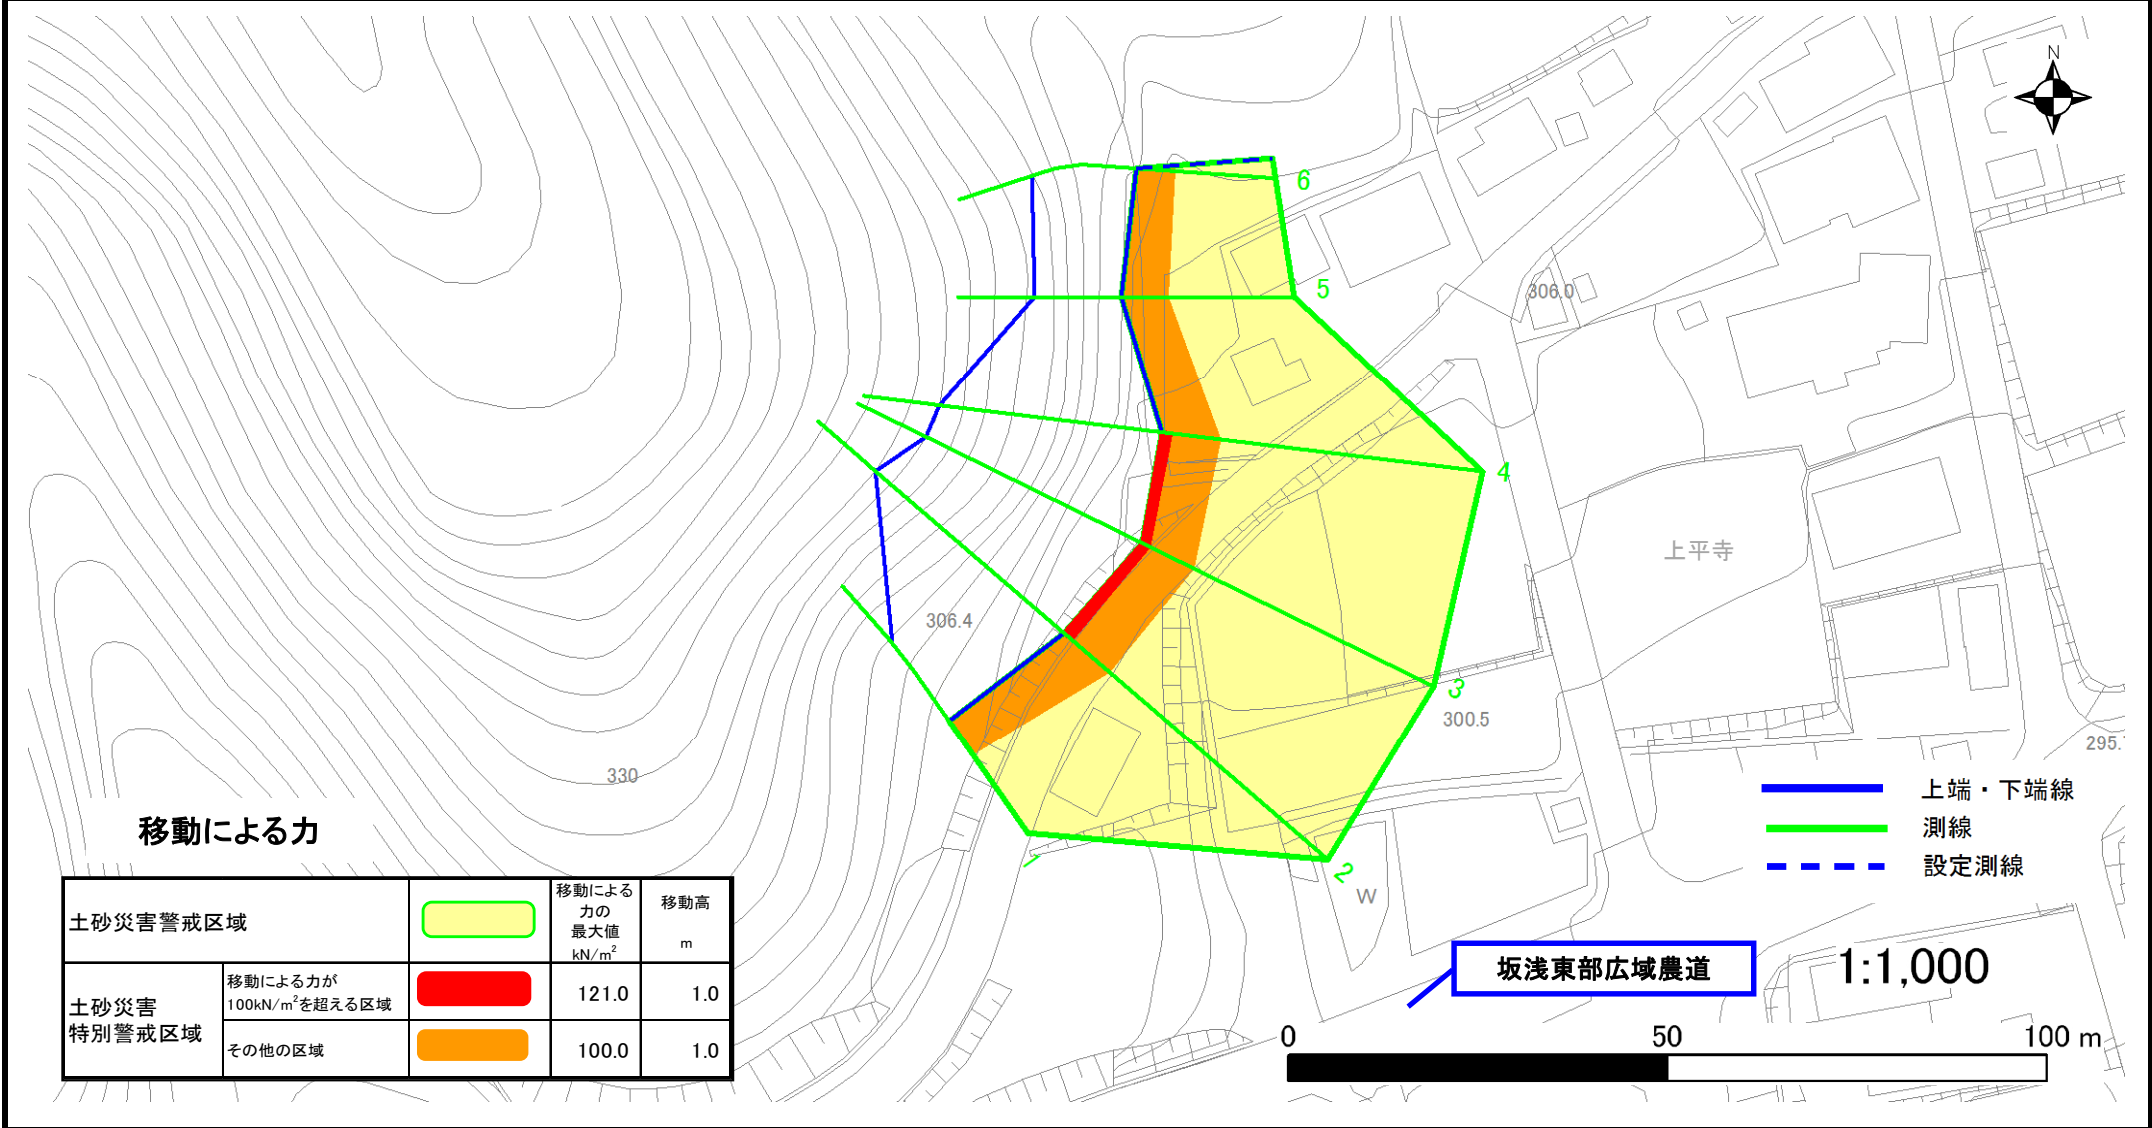 N
6
5
306.0
4
上平寺
306.4
3
300.5
295.
330
上端・下端線
測線
設定測線
移動による力
1
2
W
土砂災害警戒区域
移動による
力の
最大値
kN/m²
移動高
m
土砂災害
特別警戒区域
移動による力が
100kN/m²を超える区域
121.0
1.0
その他の区域
100.0
1.0
坂浅東部広域農道
1:1,000
0
50
100 m